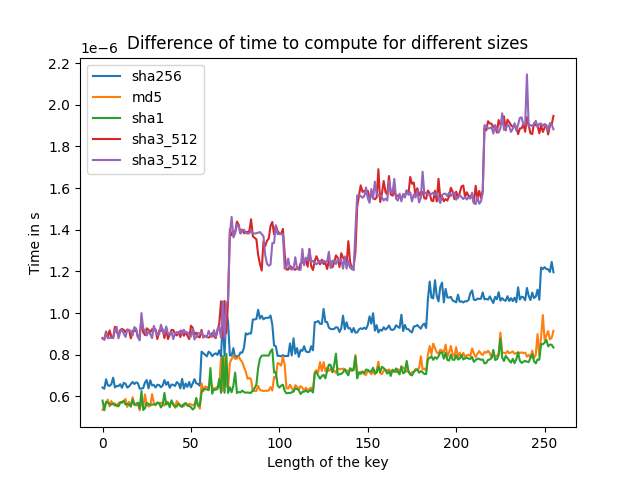 Difference of time to compute for different sizes
1e−6
2.2
2.0
1.8
1.6
1.4
1.2
1.0
0.8
0.6
Time in s
sha256
md5
sha1
sha3_512
sha3_512
0
50
100
150
200
250
Length of the key